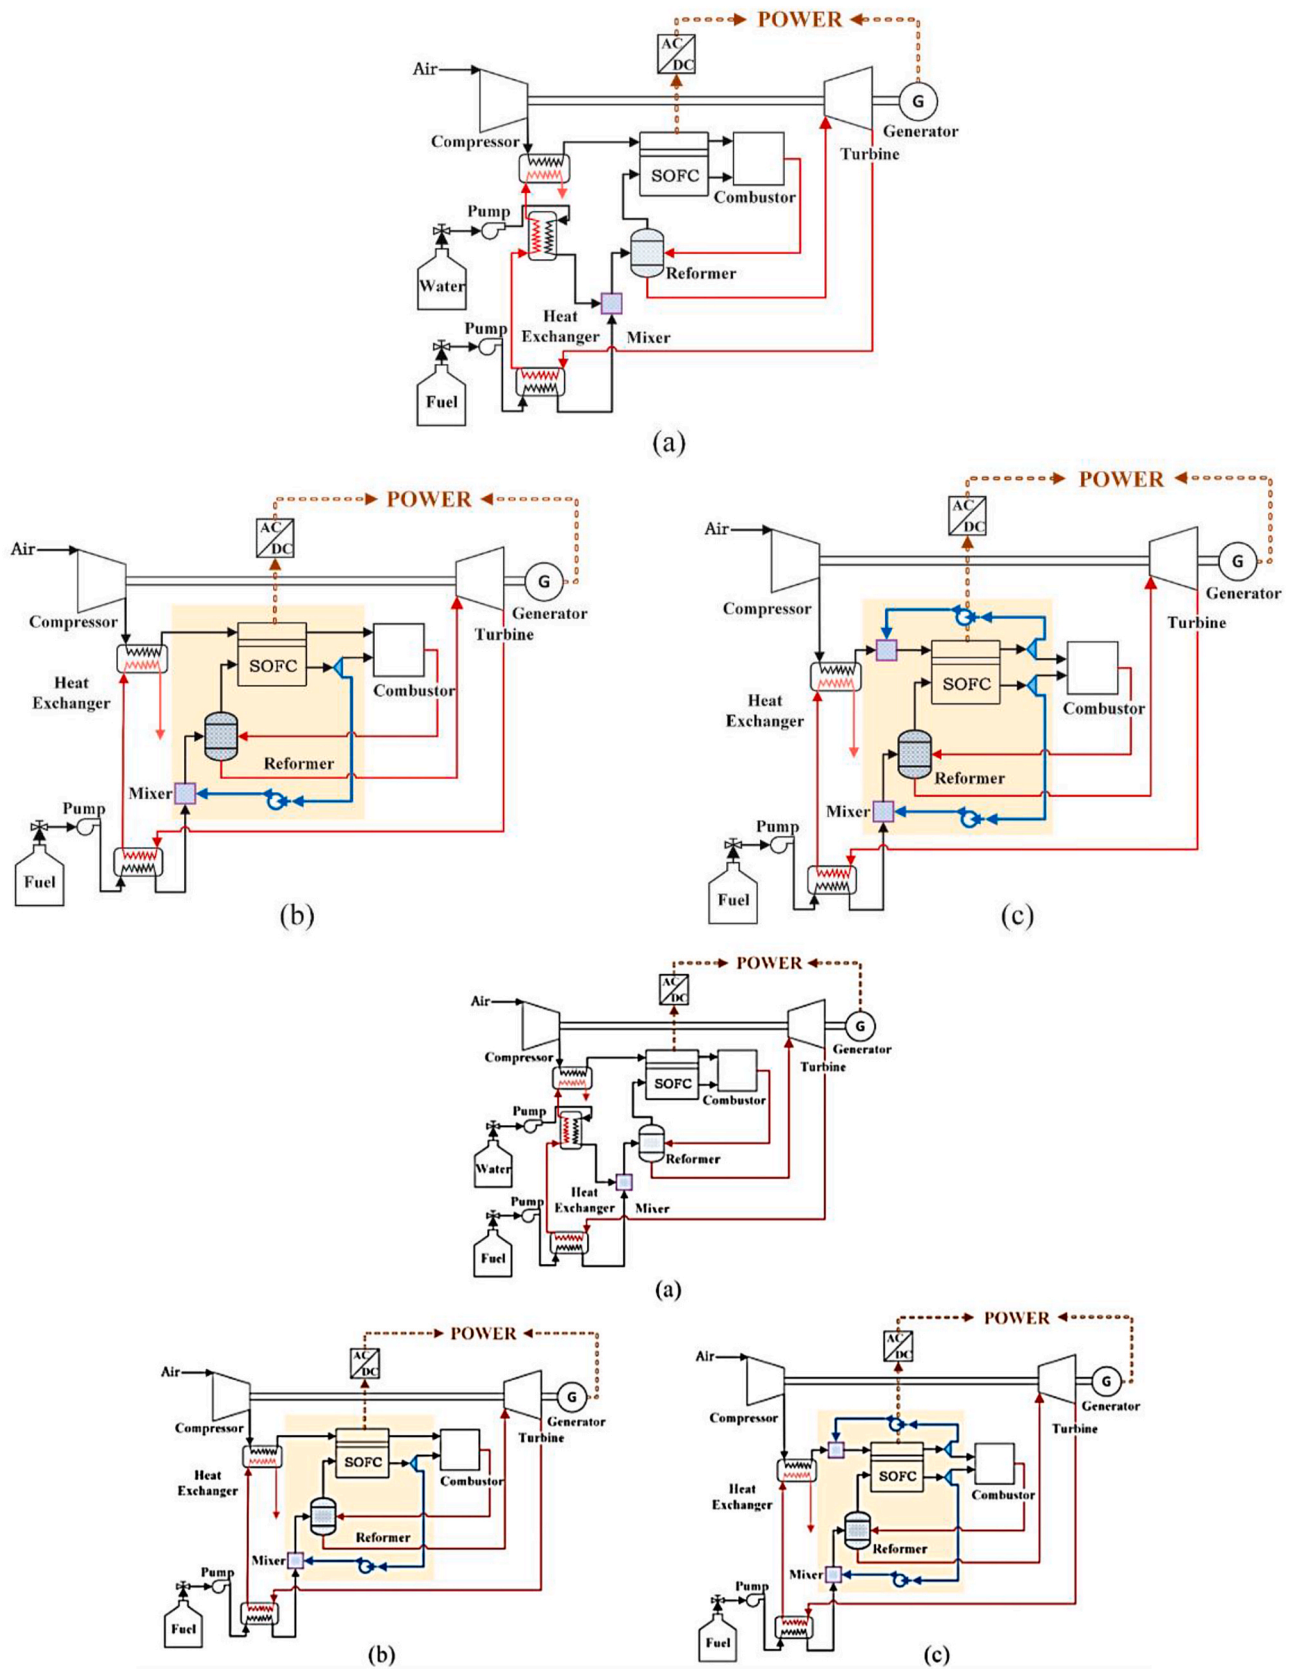 POWER
AC
DC
Air
G
Compressor
Generator
Turbine
SOFC
Combustor
Pump
Water
Reformer
Heat
Exchanger
Mixer
Pump
Fuel
(a)
POWER
AC
DC
Air
G
Compressor
Generator
Turbine
SOFC
Combustor
Heat
Exchanger
Reformer
Mixer
Pump
Fuel
(b)
POWER
AC
DC
Air
G
Compressor
Generator
Turbine
SOFC
Combustor
Heat
Exchanger
Reformer
Mixer
Pump
Fuel
(c)
POWER
AC
DC
Air
G
Compressor
Generator
Turbine
SOFC
Combustor
Pump
Water
Reformer
Heat
Exchanger
Mixer
Pump
Fuel
(a)
POWER
AC
DC
Air
G
Compressor
Generator
Turbine
SOFC
Combustor
Heat
Exchanger
Reformer
Mixer
Pump
Fuel
(b)
POWER
AC
DC
Air
G
Compressor
Generator
Turbine
SOFC
Combustor
Heat
Exchanger
Reformer
Mixer
Pump
Fuel
(c)